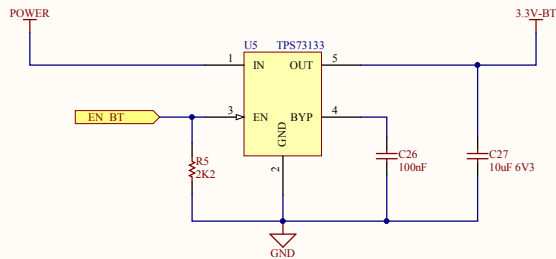 POWER
3.3V-BT
U5 TPS73133
1 IN OUT 5
EN_BT 3 EN BYP 4
GND
2
R5
2K2
C26
100nF
C27
10uF 6V3
GND